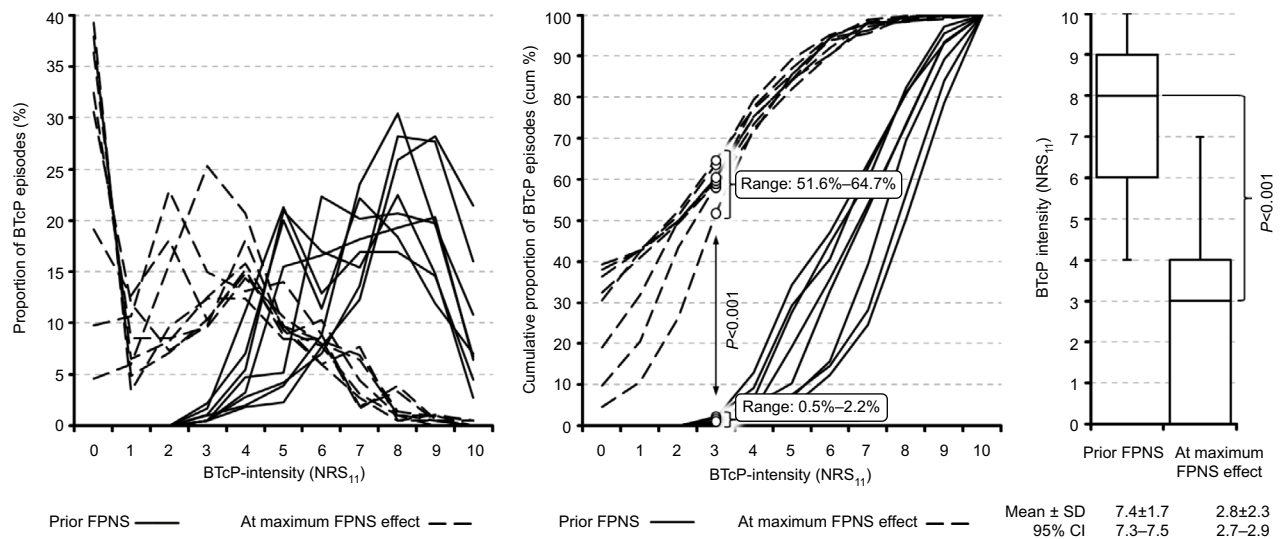 Proportion of BTcP episodes (%)
40
35
30
25
20
15
10
5
0
0 1 2 3 4 5 6 7 8 9 10
BTcP-intensity (NRS11)
Prior FPNS
At maximum FPNS effect
Cumulative proportion of BTcP episodes (cum %)
100
90
80
70
60
50
40
30
20
10
0
Range: 51.6%–64.7%
P<0.001
Range: 0.5%–2.2%
0 1 2 3 4 5 6 7 8 9 10
BTcP-intensity (NRS11)
Prior FPNS
At maximum FPNS effect
BTcP intensity (NRS11)
10
9
8
7
6
5
4
3
2
1
0
P<0.001
Prior FPNS At maximum
FPNS effect
Mean ± SD 7.4±1.7 2.8±2.3
95% CI 7.3–7.5 2.7–2.9